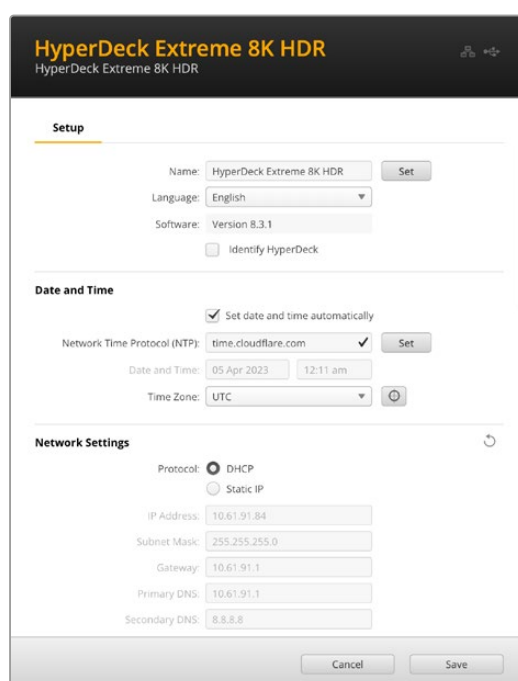 HyperDeck Extreme 8K HDR
HyperDeck Extreme 8K HDR
Setup
Name: HyperDeck Extreme 8K HDR Set
Language: English
Software: Version 8.3.1
Identify HyperDeck
Date and Time
Set date and time automatically
Network Time Protocol (NTP): time.cloudflare.com Set
Date and Time: 05 Apr 2023 12:11 am
Time Zone: UTC
Network Settings
Protocol: DHCP
Static IP
IP Address: 10.61.91.84
Subnet Mask: 255.255.255.0
Gateway: 10.61.91.1
Primary DNS: 10.61.91.1
Secondary DNS: 8.8.8.8
Cancel Save